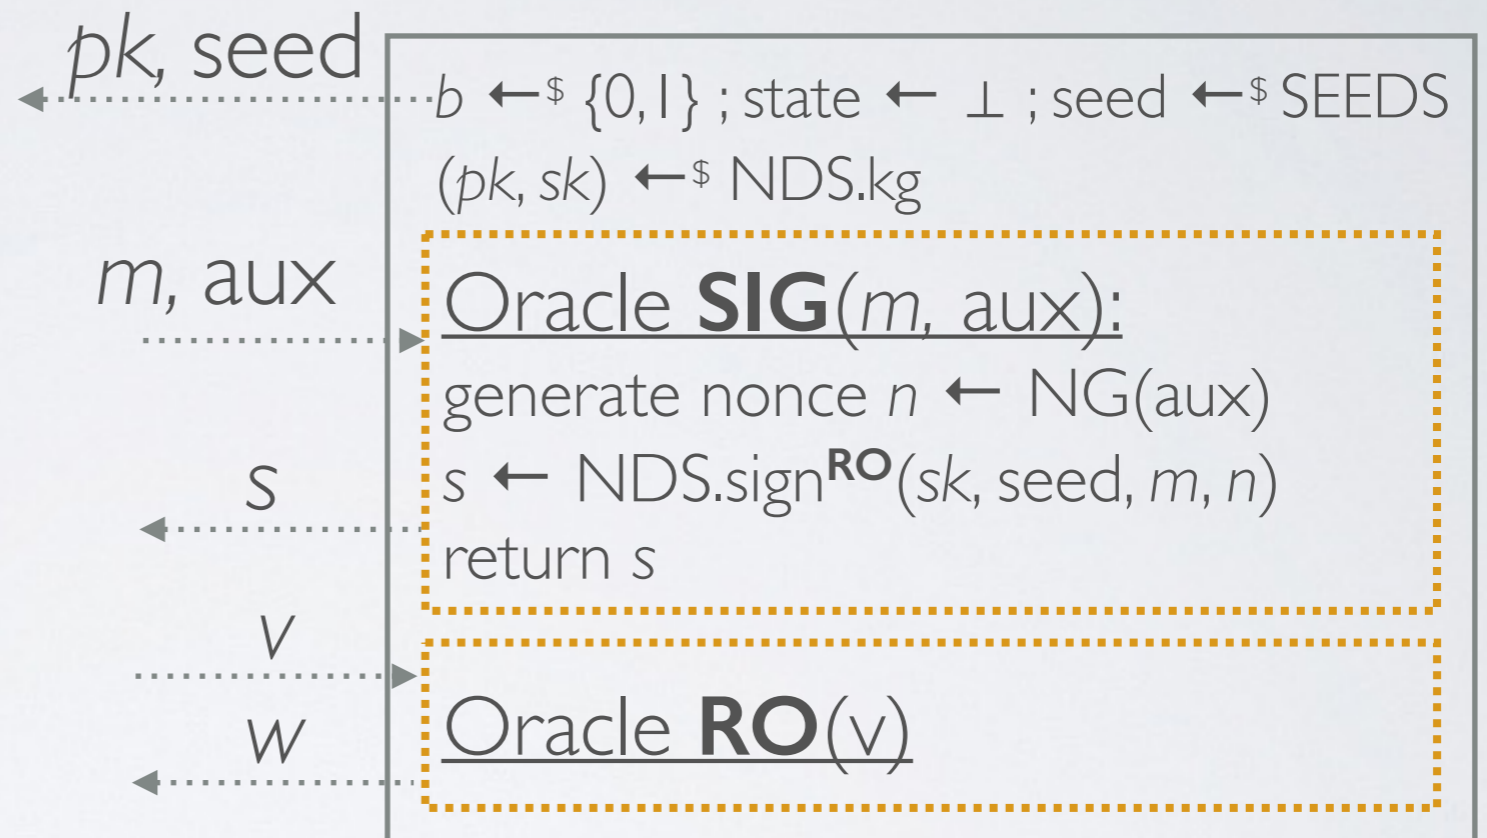 pk, seed
b ←$ {0,1} ; state ← ⊥ ; seed ←$ SEEDS
(pk, sk) ←$ NDS.kg
m, aux
Oracle SIG(m, aux):
generate nonce n ← NG(aux)
s
s ← NDS.sign^RO(sk, seed, m, n)
return s
v
Oracle RO(v)
w